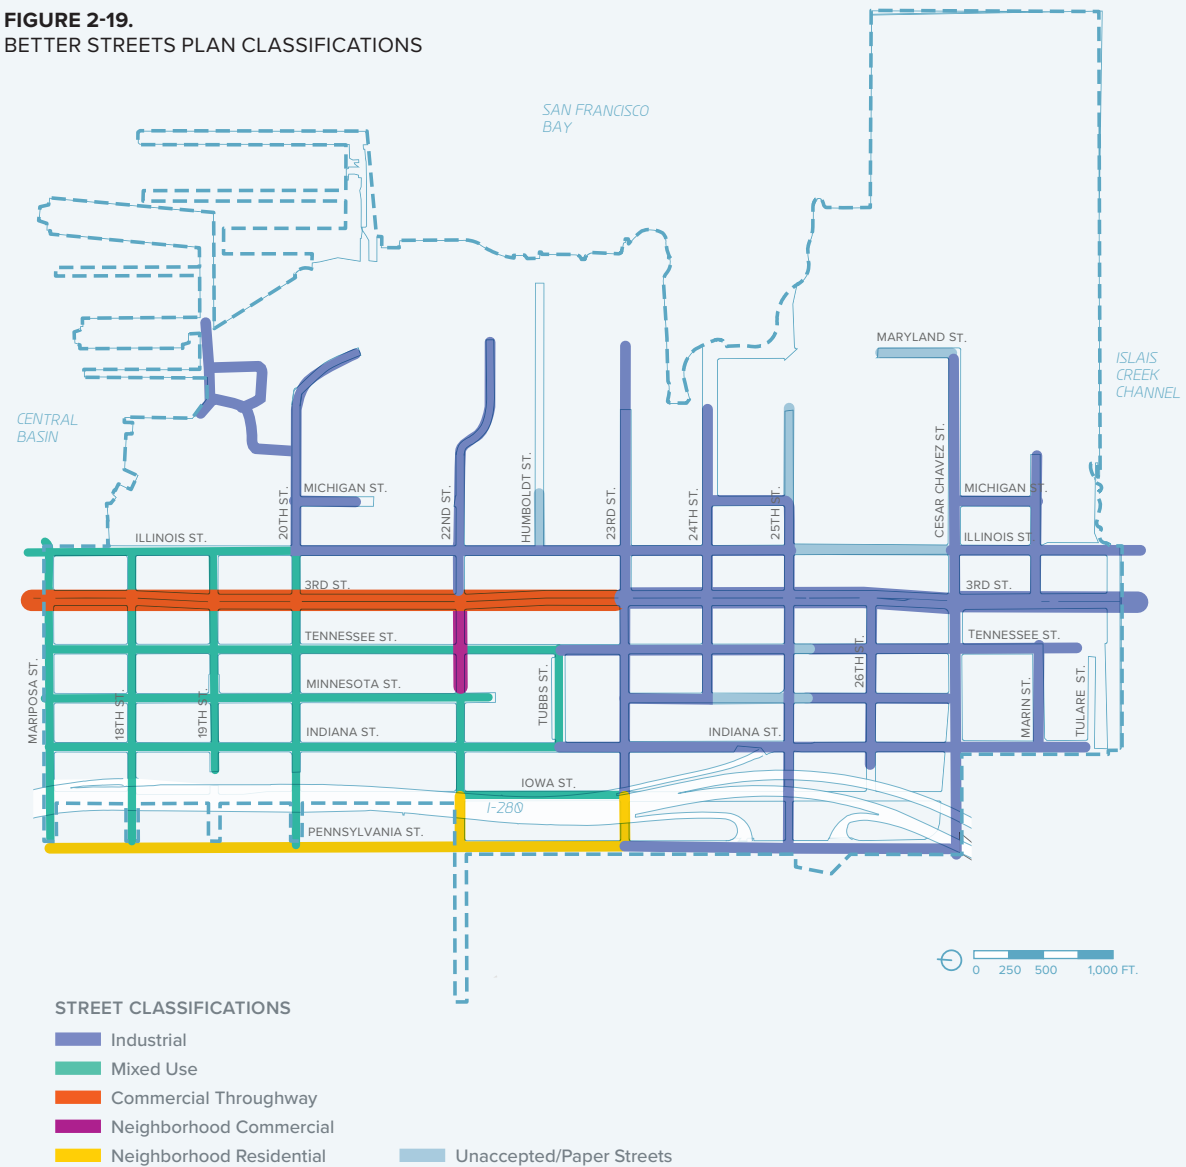 FIGURE 2-19.
BETTER STREETS PLAN CLASSIFICATIONS
SAN FRANCISCO
BAY
CENTRAL
BASIN
ISLAIS
CREEK
CHANNEL
MARYLAND ST.
MICHIGAN ST.
MICHIGAN ST.
20TH ST.
22ND ST.
HUMBOLDT ST.
23RD ST.
24TH ST.
25TH ST.
CESAR CHAVEZ ST.
ILLINOIS ST.
ILLINOIS ST
3RD ST.
3RD ST.
TENNESSEE ST.
TENNESSEE ST.
MARIPOSA ST.
18TH ST.
19TH ST.
MINNESOTA ST.
TUBBS ST.
26TH ST.
MARIN ST.
TULARE ST.
INDIANA ST.
INDIANA ST.
IOWA ST.
I-280
PENNSYLVANIA ST.
0 250 500 1,000 FT.
STREET CLASSIFICATIONS
Industrial
Mixed Use
Commercial Throughway
Neighborhood Commercial
Neighborhood Residential
Unaccepted/Paper Streets